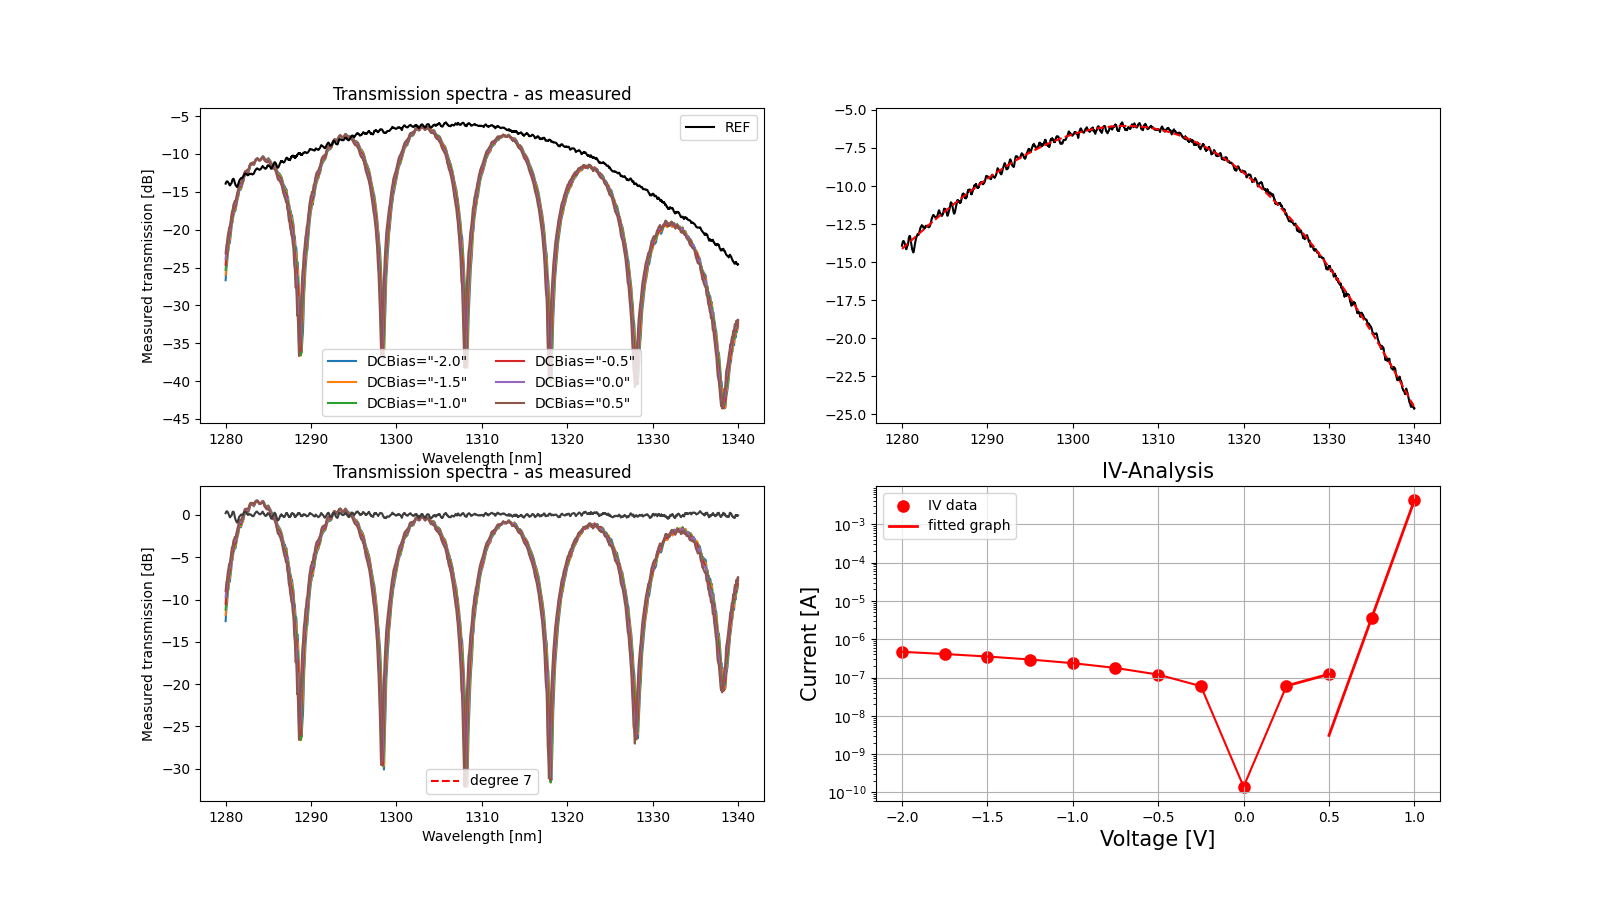 Transmission spectra - as measured
Measured transmission [dB]
−5
−10
−15
−20
−25
−30
−35
−40
−45
REF
DCBias="-2.0"
DCBias="-1.5"
DCBias="-1.0"
DCBias="-0.5"
DCBias="0.0"
DCBias="0.5"
1280 1290 1300 1310 1320 1330 1340
Wavelength [nm]
−5.0
−7.5
−10.0
−12.5
−15.0
−17.5
−20.0
−22.5
−25.0
1280 1290 1300 1310 1320 1330 1340
Transmission spectra - as measured
Measured transmission [dB]
0
−5
−10
−15
−20
−25
−30
degree 7
1280 1290 1300 1310 1320 1330 1340
Wavelength [nm]
IV-Analysis
Current [A]
IV data
fitted graph
10−3
10−4
10−5
10−6
10−7
10−8
10−9
10−10
−2.0 −1.5 −1.0 −0.5 0.0 0.5 1.0
Voltage [V]